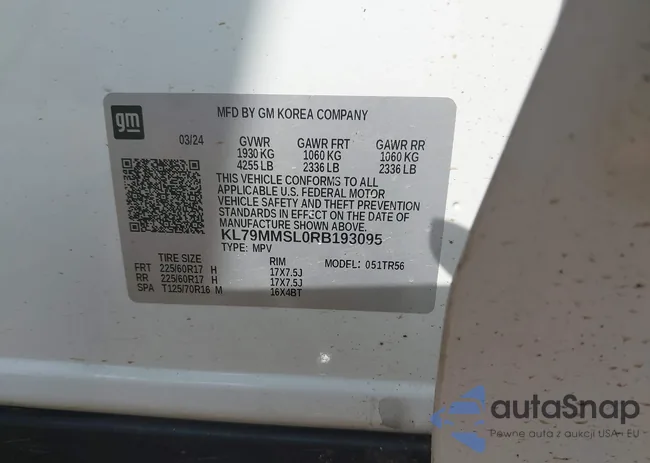 gm
MFD BY GM KOREA COMPANY
03/24 GVWR GAWR FRT GAWR RR
1930 KG 1060 KG 1060 KG
4255 LB 2336 LB 2336 LB
THIS VEHICLE CONFORMS TO ALL
APPLICABLE U.S. FEDERAL MOTOR
VEHICLE SAFETY AND THEFT PREVENTION
STANDARDS IN EFFECT ON THE DATE OF
MANUFACTURE SHOWN ABOVE.
KL79MMSL0RB193095
TYPE: MPV
TIRE SIZE RIM MODEL: 051TR56
FRT 225/60R17 H 17X7.5J
RR 225/60R17 H 17X7.5J
SPA T125/70R16 M 16X4BT
autaSnap
Pewne auta z aukcji USA i EU